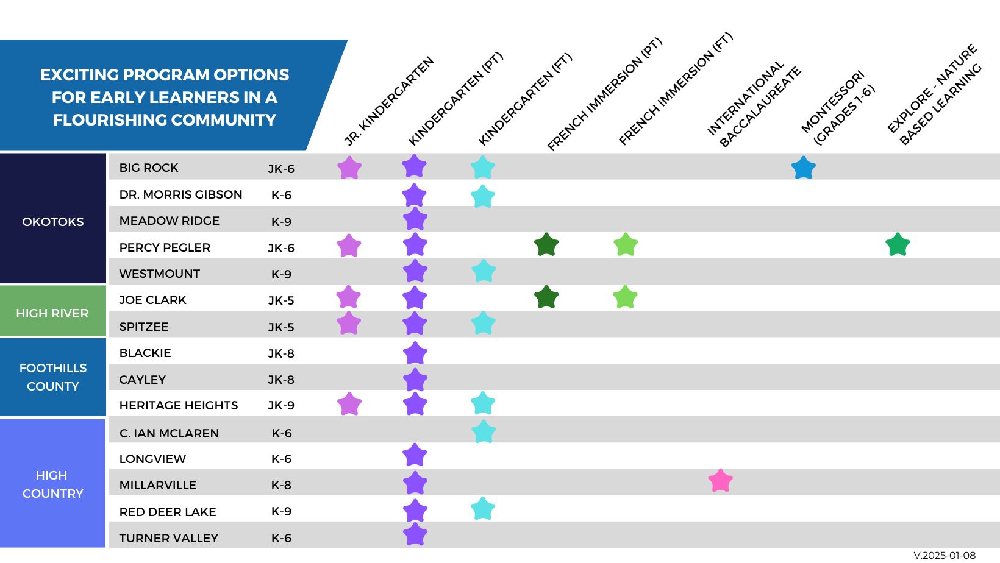 EXCITING PROGRAM OPTIONS
FOR EARLY LEARNERS IN A
FLOURISHING COMMUNITY
JR. KINDERGARTEN
KINDERGARTEN (PT)
KINDERGARTEN (FT)
FRENCH IMMERSION (PT)
FRENCH IMMERSION (FT)
INTERNATIONAL
BACCALAUREATE
MONTESSORI
(GRADES 1-6)
EXPLORE - NATURE
BASED LEARNING
OKOTOKS
BIG ROCK JK-6
DR. MORRIS GIBSON K-6
MEADOW RIDGE K-9
PERCY PEGLER JK-6
WESTMOUNT K-9
HIGH RIVER
JOE CLARK JK-5
SPITZEE JK-5
FOOTHILLS
COUNTY
BLACKIE JK-8
CAYLEY JK-8
HERITAGE HEIGHTS JK-9
HIGH
COUNTRY
C. IAN MCLAREN K-6
LONGVIEW K-6
MILLARVILLE K-8
RED DEER LAKE K-9
TURNER VALLEY K-6
V.2025-01-08